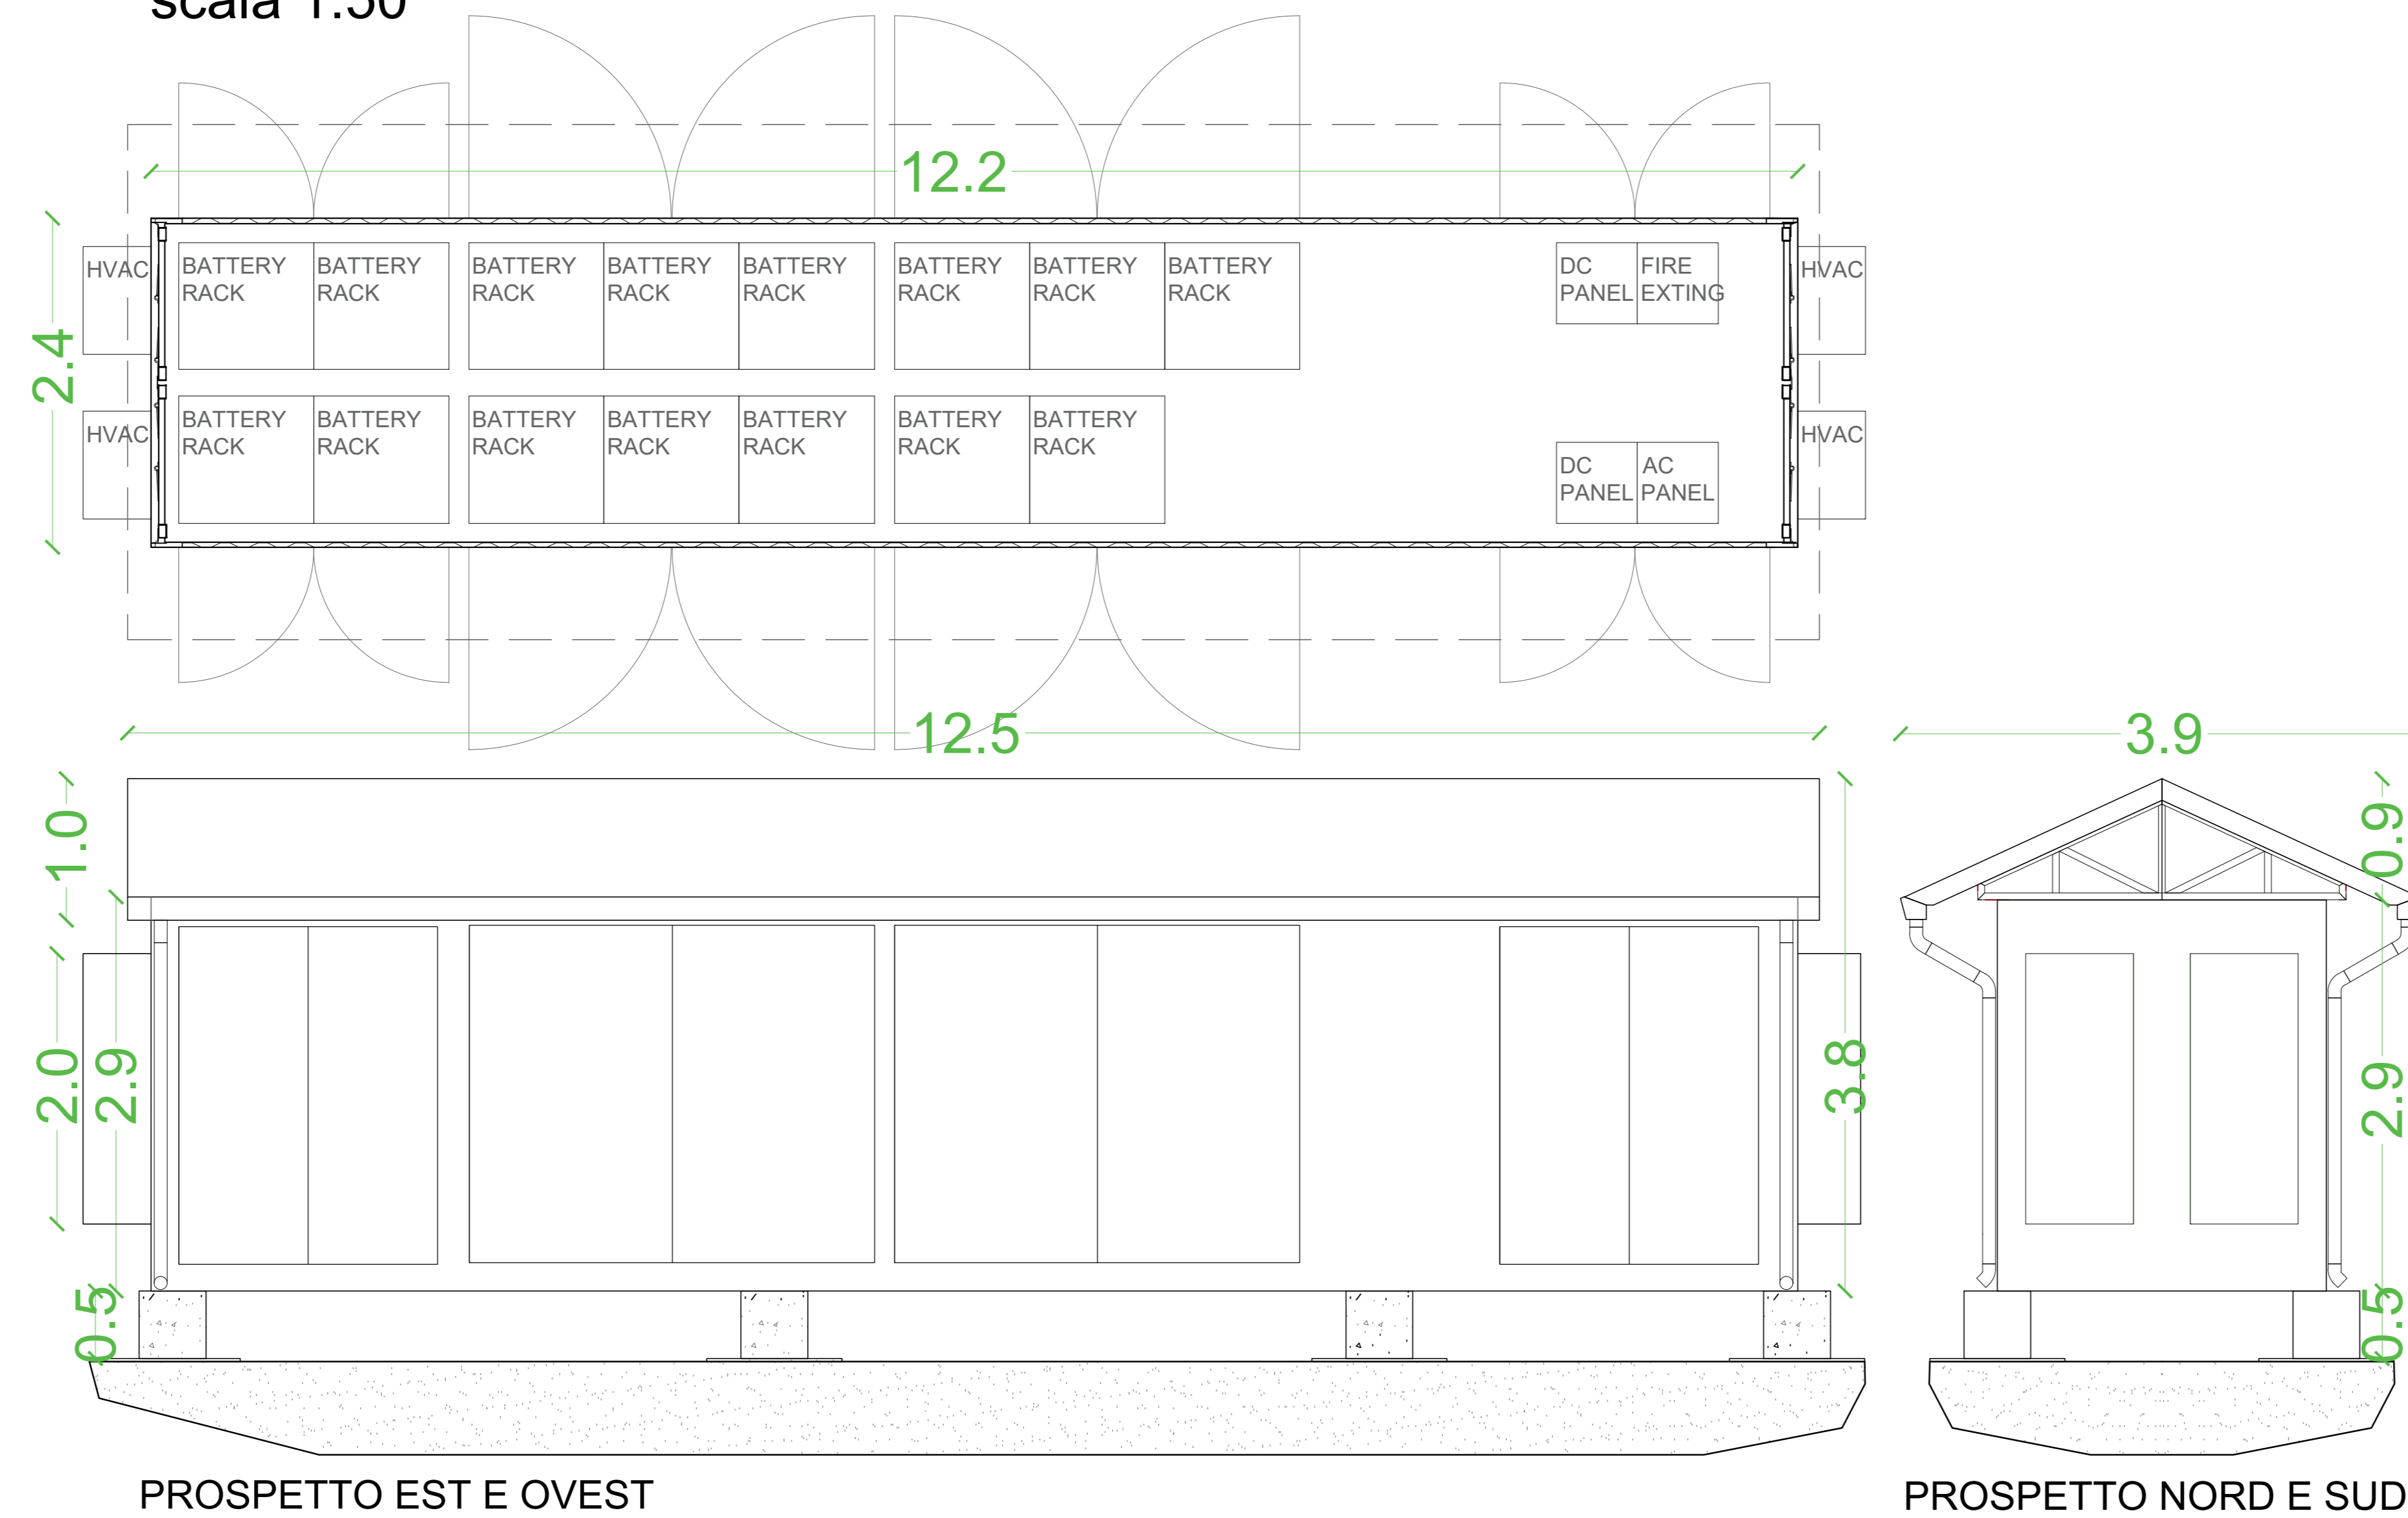 scala 1:50
12.2
2.4
HVAC
BATTERY
RACK
BATTERY
RACK
BATTERY
RACK
BATTERY
RACK
BATTERY
RACK
BATTERY
RACK
BATTERY
RACK
BATTERY
RACK
DC
PANEL
FIRE
EXTING
HVAC
HVAC
BATTERY
RACK
BATTERY
RACK
BATTERY
RACK
BATTERY
RACK
BATTERY
RACK
BATTERY
RACK
BATTERY
RACK
DC
PANEL
AC
PANEL
HVAC
12.5
3.9
1.0
0.9
2.0
2.9
3.8
2.9
0.5
0.5
PROSPETTO EST E OVEST
PROSPETTO NORD E SUD